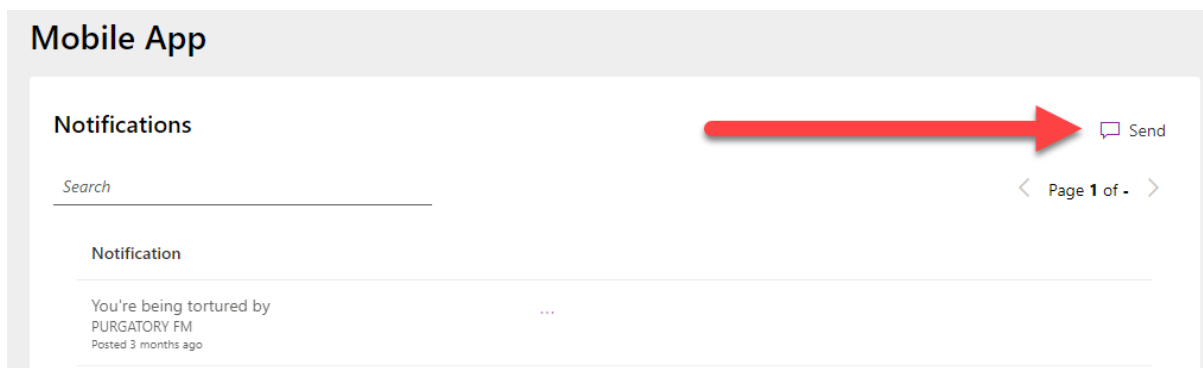 Mobile App
Notifications
Send
Search
Page 1 of -
Notification
You're being tortured by
...
PURGATORY FM
Posted 3 months ago